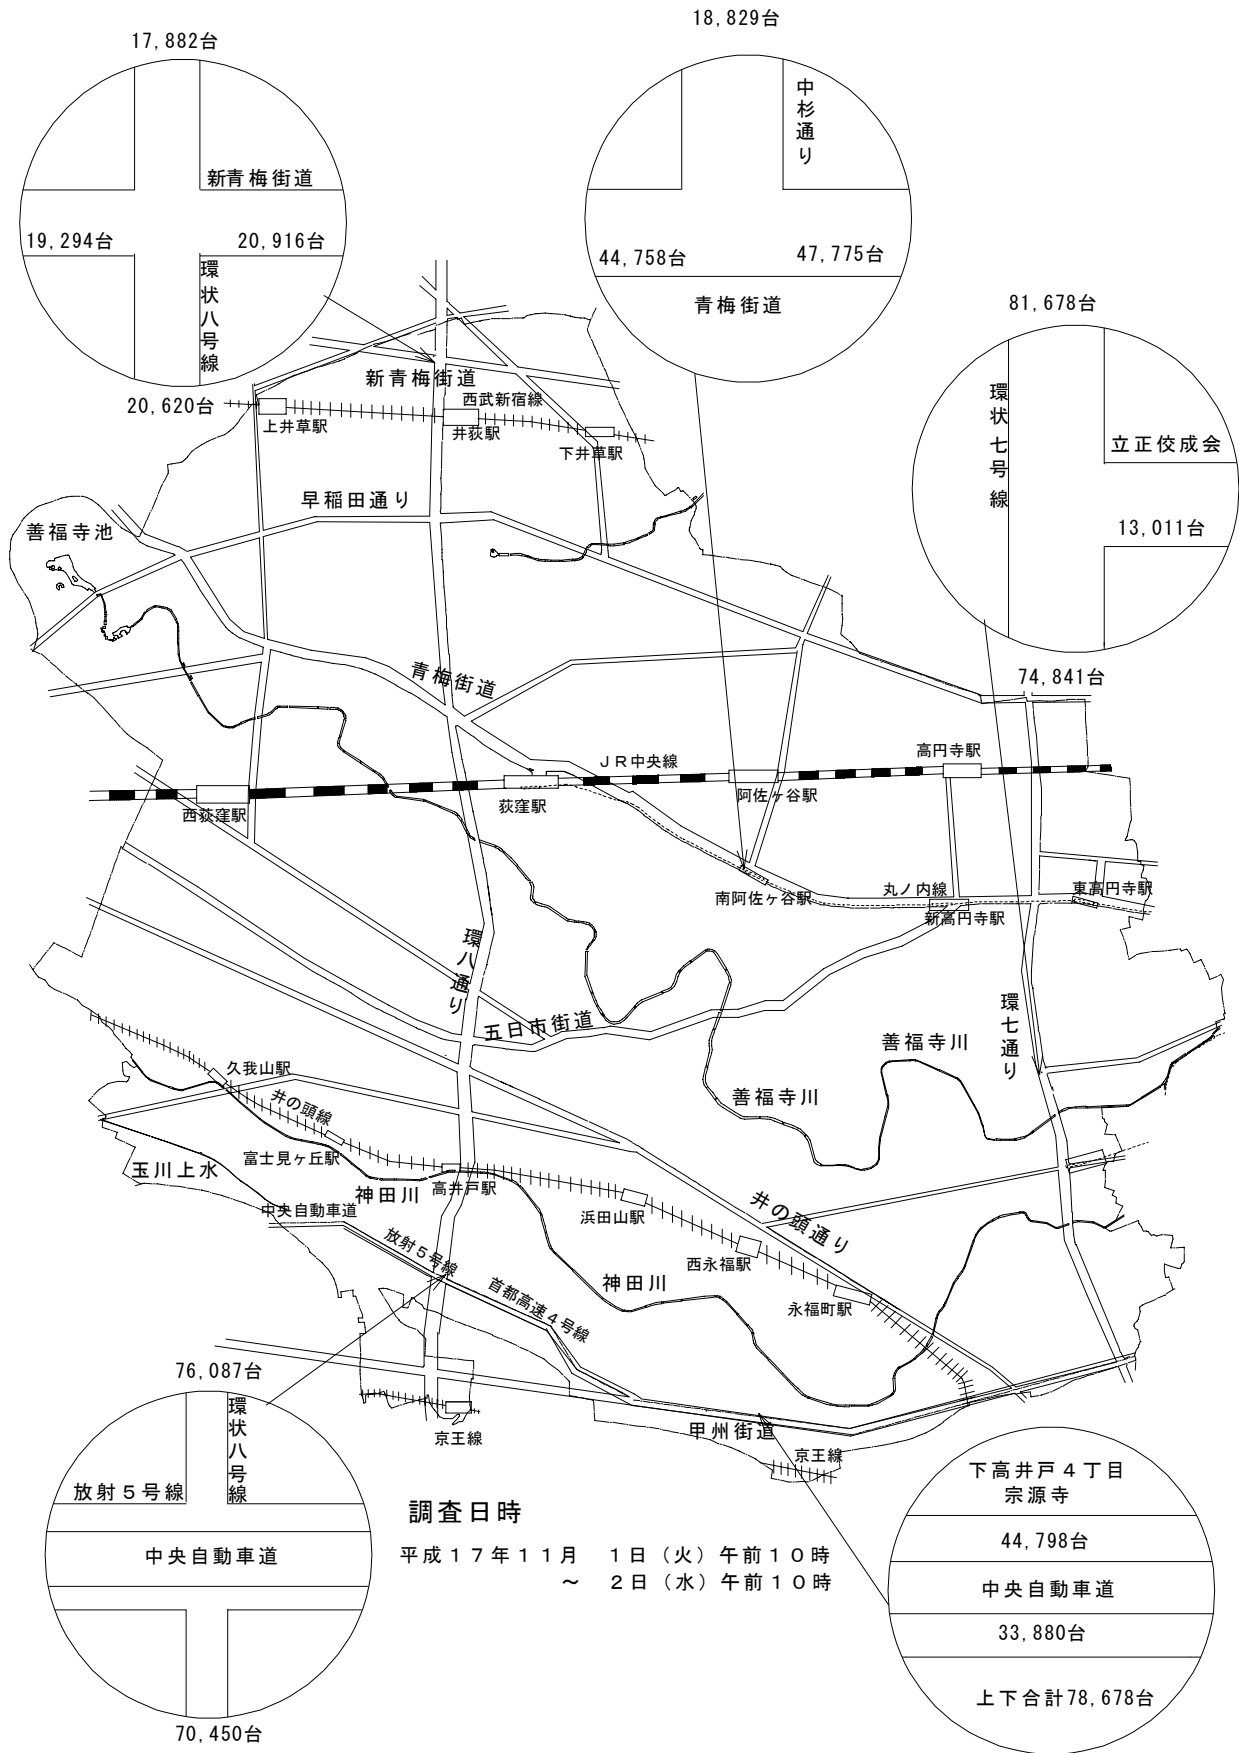 18,829台
17,882台
中杉通り
新青梅街道
19,294台
20,916台
環状八号線
44,758台
47,775台
青梅街道
81,678台
環状七号線
立正佼成会
13,011台
74,841台
20,620台
新青梅街道
西武新宿線
上井草駅
井荻駅
下井草駅
早稲田通り
善福寺池
青梅街道
JR中央線
高円寺駅
西荻窪駅
荻窪駅
阿佐ヶ谷駅
南阿佐ヶ谷駅
丸ノ内線
東高円寺駅
新高円寺駅
環八通り
五日市街道
環七通り
善福寺川
善福寺川
久我山駅
井の頭線
富士見ヶ丘駅
玉川上水
神田川
高井戸駅
中央自動車道
浜田山駅
井の頭通り
放射5号線
西永福駅
神田川
首都高速4号線
永福町駅
76,087台
環状八号線
放射5号線
中央自動車道
70,450台
京王線
甲州街道
京王線
調査日時
平成17年11月 1日(火)午前10時
~ 2日(水)午前10時
下高井戸4丁目
宗源寺
44,798台
中央自動車道
33,880台
上下合計78,678台